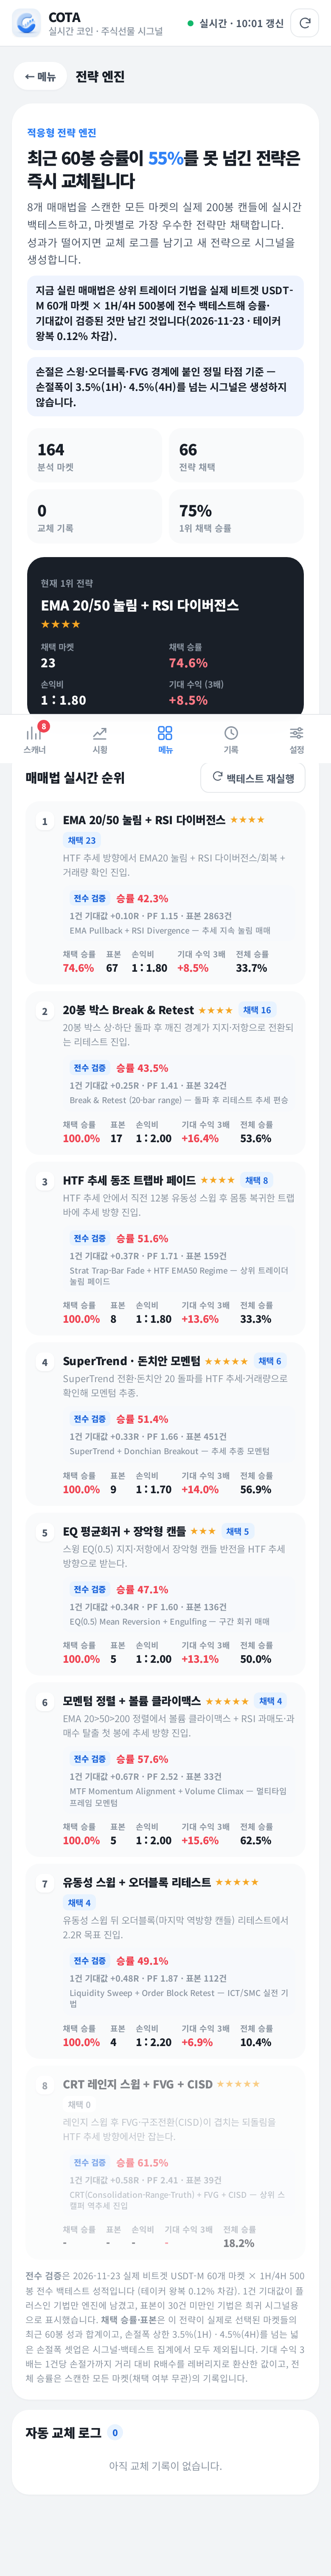 COTA
실시간 코인 · 주식선물 시그널
실시간 · 10:01 갱신
← 메뉴
전략 엔진
적응형 전략 엔진
최근 60봉 승률이 55%를 못 넘긴 전략은
즉시 교체됩니다
8개 매매법을 스캔한 모든 마켓의 실제 200봉 캔들에 실시간
백테스트하고, 마켓별로 가장 우수한 전략만 채택합니다.
성과가 떨어지면 교체 로그를 남기고 새 전략으로 시그널을
생성합니다.
지금 실린 매매법은 상위 트레이더 기법을 실제 비트겟 USDT-
M 60개 마켓 × 1H/4H 500봉에 전수 백테스트해 승률·
기대값이 검증된 것만 남긴 것입니다(2026-11-23 · 테이커
왕복 0.12% 차감).
손절은 스윙·오더블록·FVG 경계에 붙인 정밀 타점 기준 —
손절폭이 3.5%(1H)· 4.5%(4H)를 넘는 시그널은 생성하지
않습니다.
164
분석 마켓
66
전략 채택
0
교체 기록
75%
1위 채택 승률
현재 1위 전략
EMA 20/50 눌림 + RSI 다이버전스
★★★★
채택 마켓
23
채택 승률
74.6%
손익비
1 : 1.80
기대 수익 (3배)
+8.5%
8
스캐너
시황
메뉴
기록
설정
매매법 실시간 순위
백테스트 재실행
1
EMA 20/50 눌림 + RSI 다이버전스 ★★★★
채택 23
HTF 추세 방향에서 EMA20 눌림 + RSI 다이버전스/회복 +
거래량 확인 진입.
전수 검증 승률 42.3%
1건 기대값 +0.10R · PF 1.15 · 표본 2863건
EMA Pullback + RSI Divergence — 추세 지속 눌림 매매
채택 승률 표본 손익비 기대 수익 3배 전체 승률
74.6% 67 1 : 1.80 +8.5% 33.7%
2
20봉 박스 Break & Retest ★★★★ 채택 16
20봉 박스 상·하단 돌파 후 깨진 경계가 지지·저항으로 전환되
는 리테스트 진입.
전수 검증 승률 43.5%
1건 기대값 +0.25R · PF 1.41 · 표본 324건
Break & Retest (20-bar range) — 돌파 후 리테스트 추세 편승
채택 승률 표본 손익비 기대 수익 3배 전체 승률
100.0% 17 1 : 2.00 +16.4% 53.6%
3
HTF 추세 동조 트랩바 페이드 ★★★★ 채택 8
HTF 추세 안에서 직전 12봉 유동성 스윕 후 몸통 복귀한 트랩
바에 추세 방향 진입.
전수 검증 승률 51.6%
1건 기대값 +0.37R · PF 1.71 · 표본 159건
Strat Trap-Bar Fade + HTF EMA50 Regime — 상위 트레이더
눌림 페이드
채택 승률 표본 손익비 기대 수익 3배 전체 승률
100.0% 8 1 : 1.80 +13.6% 33.3%
4
SuperTrend · 돈치안 모멘텀 ★★★★★ 채택 6
SuperTrend 전환·돈치안 20 돌파를 HTF 추세·거래량으로
확인해 모멘텀 추종.
전수 검증 승률 51.4%
1건 기대값 +0.33R · PF 1.66 · 표본 451건
SuperTrend + Donchian Breakout — 추세 추종 모멘텀
채택 승률 표본 손익비 기대 수익 3배 전체 승률
100.0% 9 1 : 1.70 +14.0% 56.9%
5
EQ 평균회귀 + 장악형 캔들 ★★★ 채택 5
스윙 EQ(0.5) 지지·저항에서 장악형 캔들 반전을 HTF 추세
방향으로 받는다.
전수 검증 승률 47.1%
1건 기대값 +0.34R · PF 1.60 · 표본 136건
EQ(0.5) Mean Reversion + Engulfing — 구간 회귀 매매
채택 승률 표본 손익비 기대 수익 3배 전체 승률
100.0% 5 1 : 2.00 +13.1% 50.0%
6
모멘텀 정렬 + 볼륨 클라이맥스 ★★★★★ 채택 4
EMA 20>50>200 정렬에서 볼륨 클라이맥스 + RSI 과매도·과
매수 탈출 첫 봉에 추세 방향 진입.
전수 검증 승률 57.6%
1건 기대값 +0.67R · PF 2.52 · 표본 33건
MTF Momentum Alignment + Volume Climax — 멀티타임
프레임 모멘텀
채택 승률 표본 손익비 기대 수익 3배 전체 승률
100.0% 5 1 : 2.00 +15.6% 62.5%
7
유동성 스윕 + 오더블록 리테스트 ★★★★★
채택 4
유동성 스윕 뒤 오더블록(마지막 역방향 캔들) 리테스트에서
2.2R 목표 진입.
전수 검증 승률 49.1%
1건 기대값 +0.48R · PF 1.87 · 표본 112건
Liquidity Sweep + Order Block Retest — ICT/SMC 실전 기
법
채택 승률 표본 손익비 기대 수익 3배 전체 승률
100.0% 4 1 : 2.20 +6.9% 10.4%
8
CRT 레인지 스윕 + FVG + CISD ★★★★★
채택 0
레인지 스윕 후 FVG·구조전환(CISD)이 겹치는 되돌림을
HTF 추세 방향에서만 잡는다.
전수 검증 승률 61.5%
1건 기대값 +0.58R · PF 2.41 · 표본 39건
CRT(Consolidation-Range-Truth) + FVG + CISD — 상위 스
캘퍼 역추세 진입
채택 승률 표본 손익비 기대 수익 3배 전체 승률
- - - - 18.2%
전수 검증은 2026-11-23 실제 비트겟 USDT-M 60개 마켓 × 1H/4H 500
봉 전수 백테스트 성적입니다 (테이커 왕복 0.12% 차감). 1건 기대값이 플
러스인 기법만 엔진에 남겼고, 표본이 30건 미만인 기법은 희귀 시그널용
으로 표시했습니다. 채택 승률·표본은 이 전략이 실제로 선택된 마켓들의
최근 60봉 성과 합계이고, 손절폭 상한 3.5%(1H) · 4.5%(4H)를 넘는 넓
은 손절폭 셋업은 시그널·백테스트 집계에서 모두 제외됩니다. 기대 수익 3
배는 1건당 손절가까지 거리 대비 R배수를 레버리지로 환산한 값이고, 전
체 승률은 스캔한 모든 마켓(채택 여부 무관)의 기록입니다.
자동 교체 로그 0
아직 교체 기록이 없습니다.